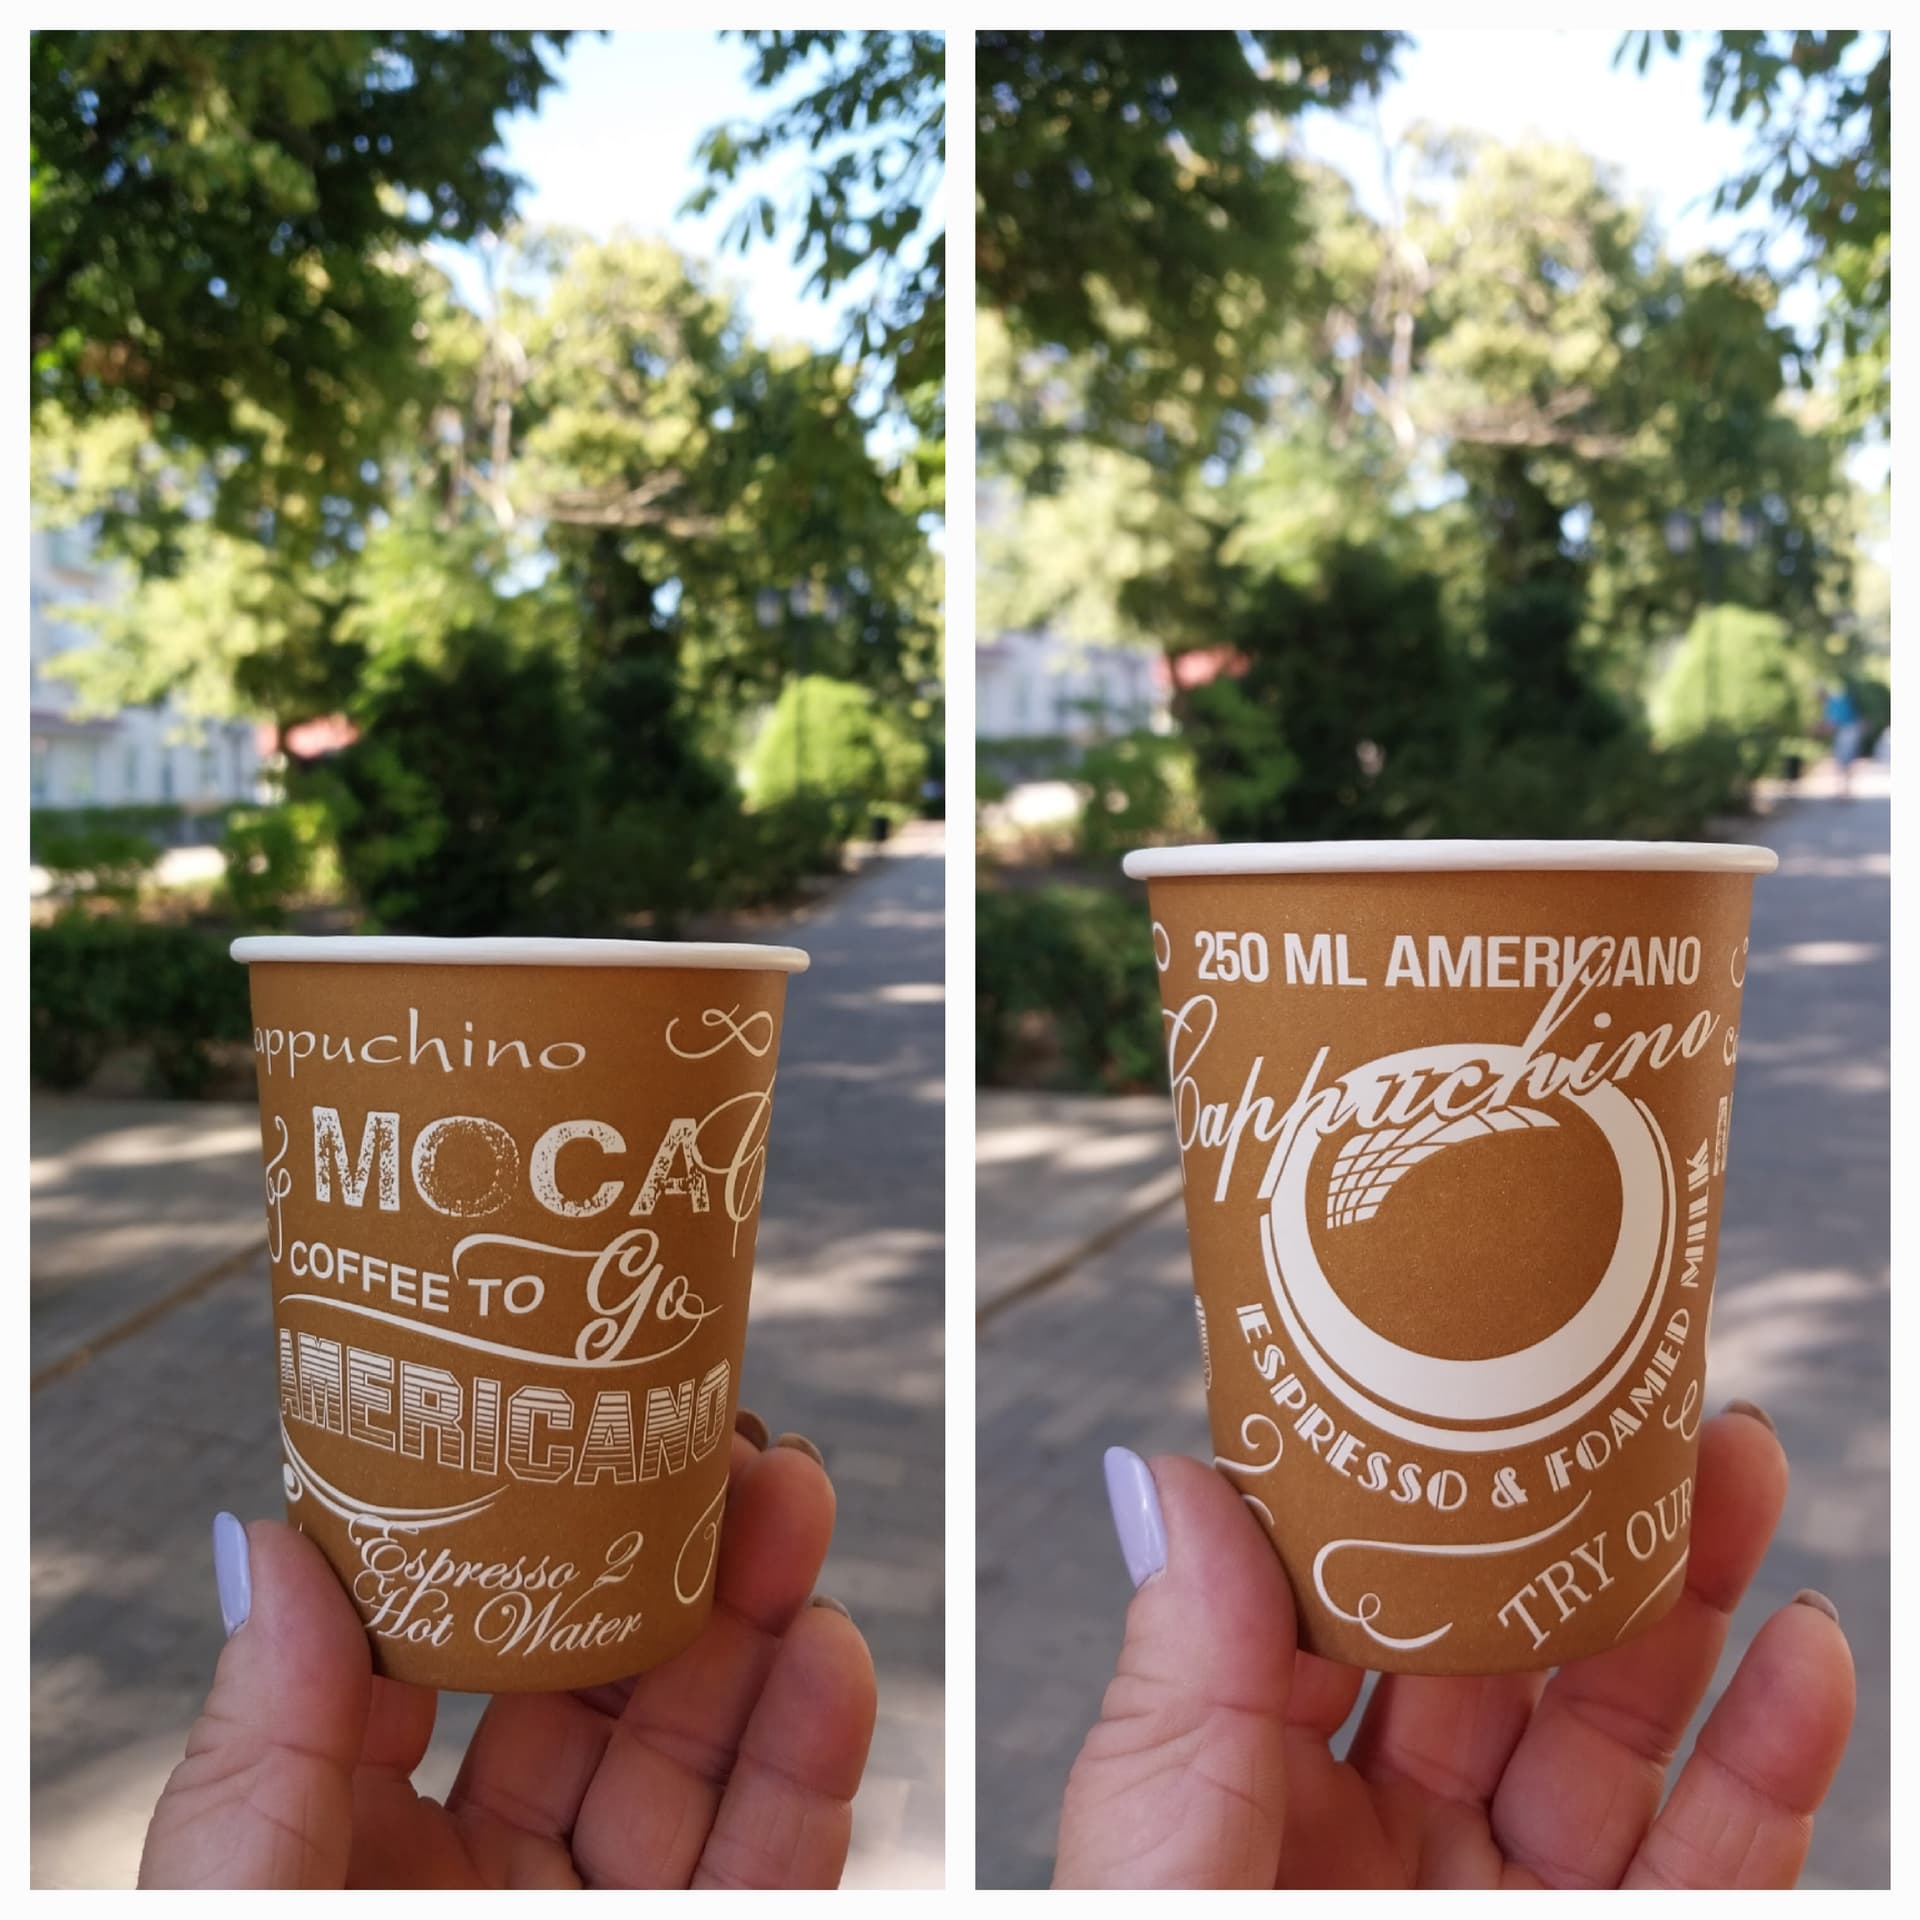 appuchino
MOCA
COFFEE TO Go
AMERICANO
Espresso 2
Hot Water
250 ML AMERICANO
Cappuchino
ESPRESSO & FOAMED MILK
TRY OUR